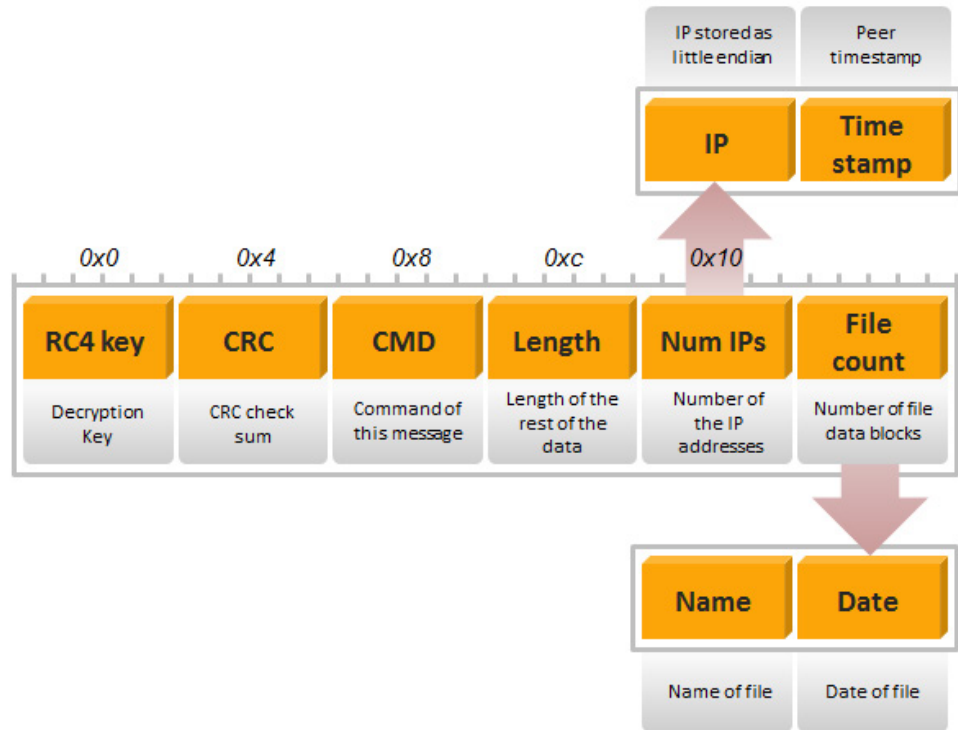 IP stored as
little endian
Peer
timestamp
IP
Time
stamp
0x0
0x4
0x8
0xc
0x10
RC4 key
CRC
CMD
Length
Num IPs
File
count
Decryption
Key
CRC check
sum
Command of
this message
Length of the
rest of the
data
Number of
the IP
addresses
Number of file
data blocks
Name
Date
Name of file
Date of file